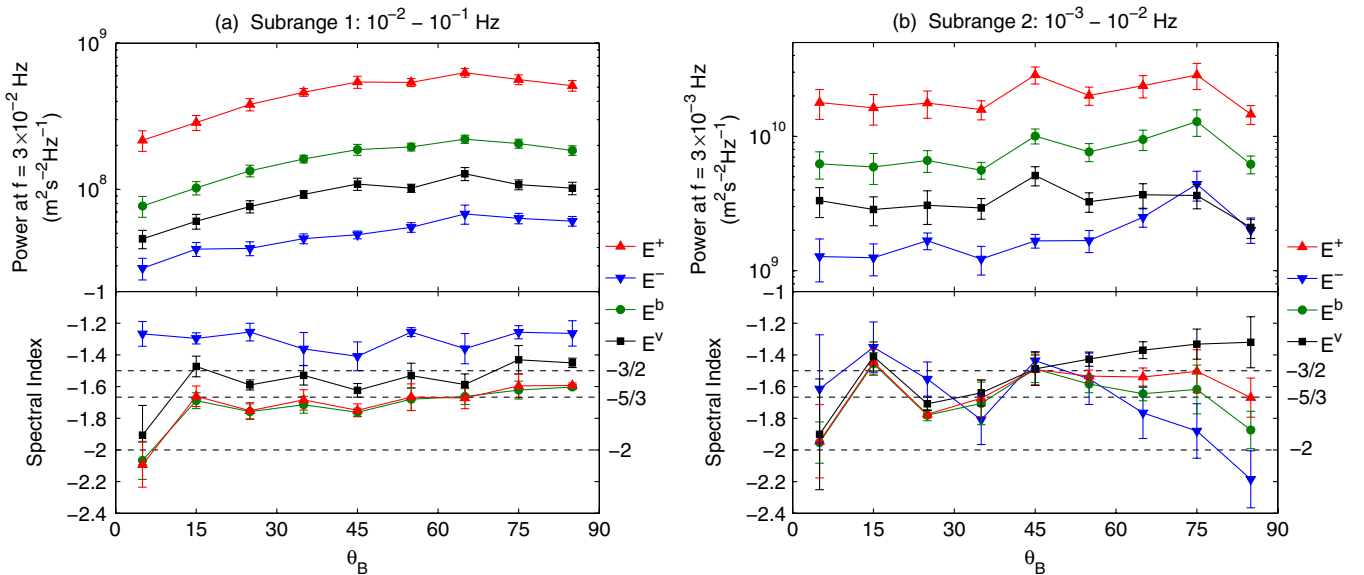 (a) Subrange 1: 10⁻² – 10⁻¹ Hz
Power at f = 3×10⁻² Hz
(m²s⁻²Hz⁻¹)
10⁹
10⁸
−1
E⁺
E⁻
Eᵇ
Eᵛ
Spectral Index
−1.2
−1.4
−1.6
−1.8
−2
−2.2
−2.4
−3/2
−5/3
−2
0 15 30 45 60 75 90
θ_B
(b) Subrange 2: 10⁻³ – 10⁻² Hz
Power at f = 3×10⁻³ Hz
(m²s⁻²Hz⁻¹)
10¹⁰
10⁹
−1
E⁺
E⁻
Eᵇ
Eᵛ
Spectral Index
−1.2
−1.4
−1.6
−1.8
−2
−2.2
−2.4
−3/2
−5/3
−2
0 15 30 45 60 75 90
θ_B